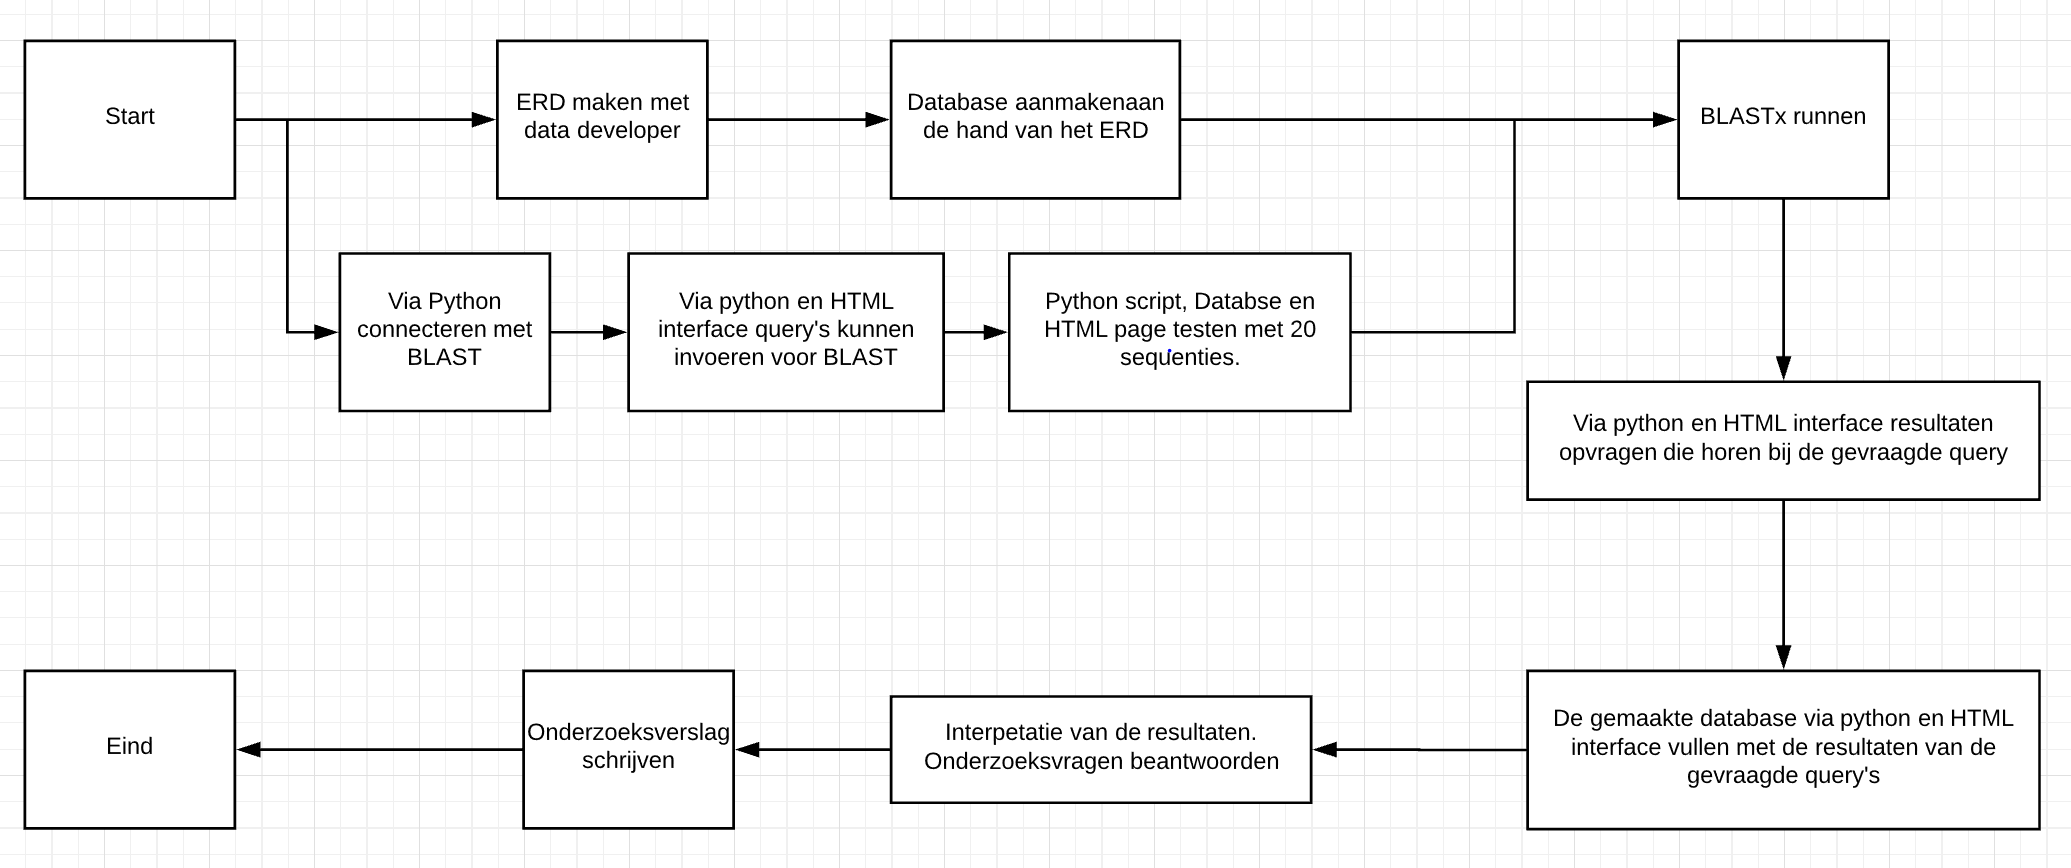 Start
ERD maken met
data developer
Database aanmakenaan
de hand van het ERD
BLASTx runnen
Via Python
connecteren met
BLAST
Via python en HTML
interface query's kunnen
invoeren voor BLAST
Python script, Databse en
HTML page testen met 20
sequenties.
Via python en HTML interface resultaten
opvragen die horen bij de gevraagde query
De gemaakte database via python en HTML
interface vullen met de resultaten van de
gevraagde query's
Interpetatie van de resultaten.
Onderzoeksvragen beantwoorden
Onderzoeksverslag
schrijven
Eind